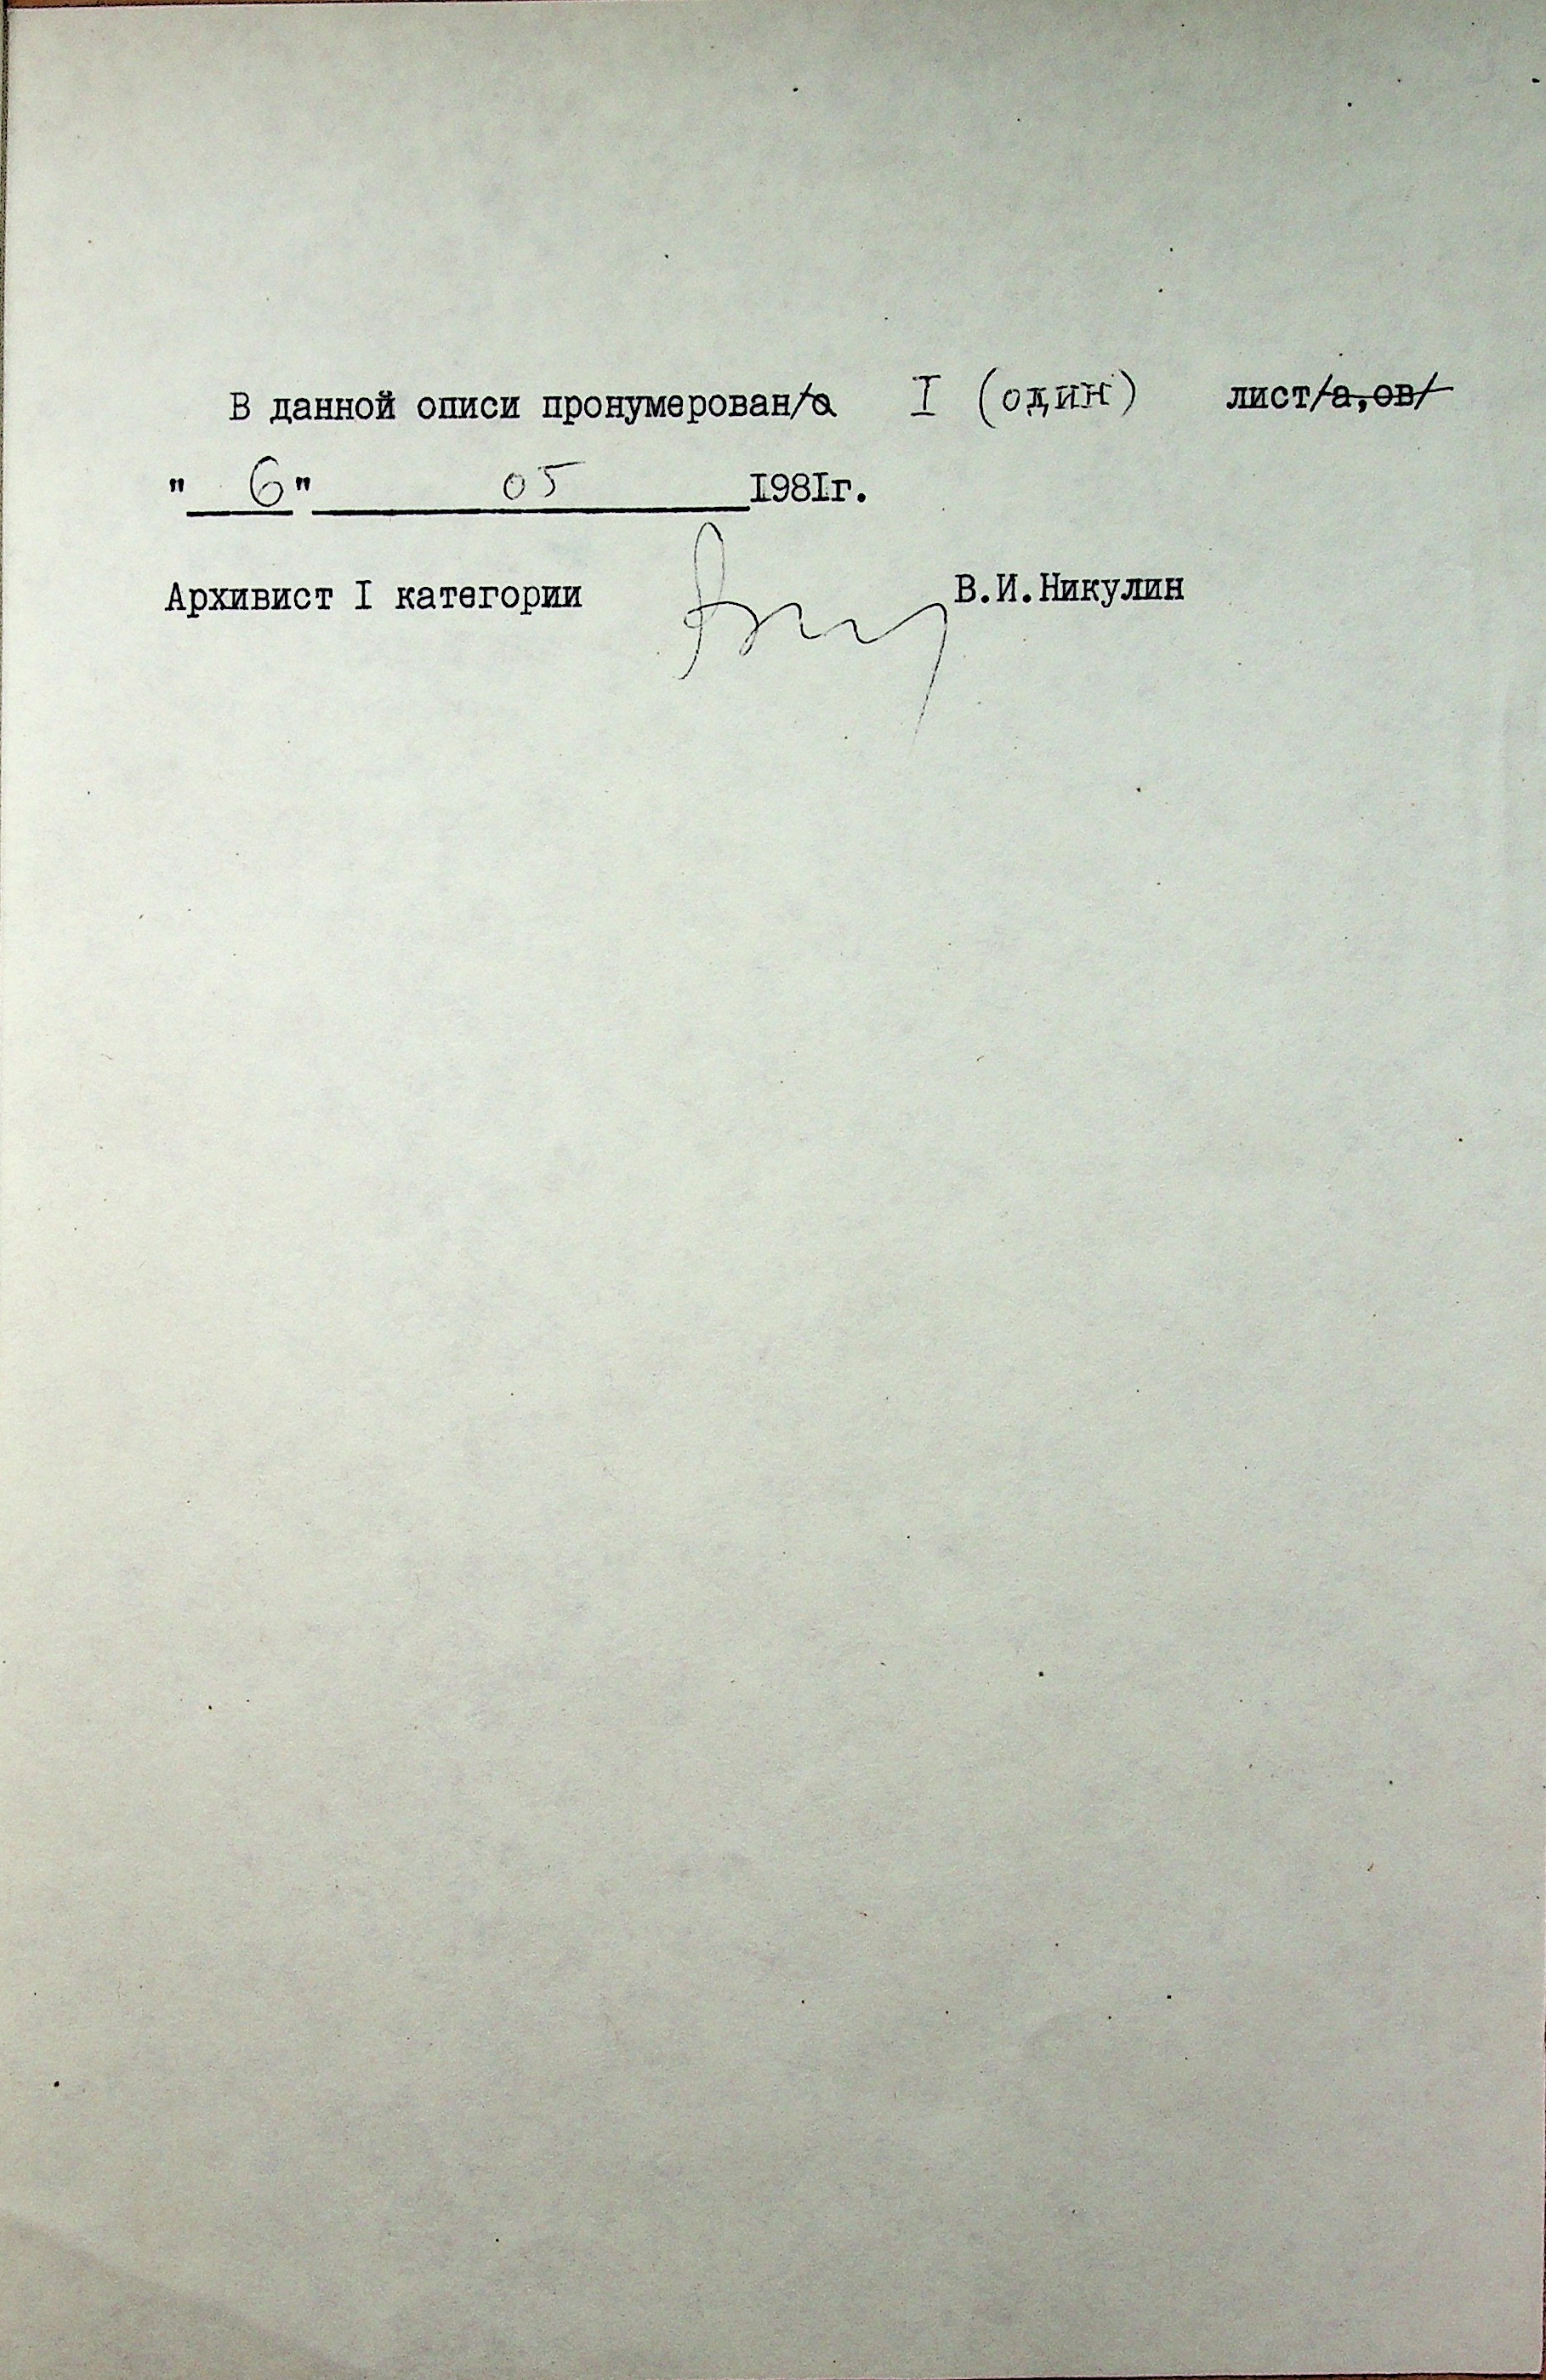 В данной описи пронумерован/а I (один) лист/а,ов/
"6" 05 1981г.
Архивист I категории В.И.Никулин